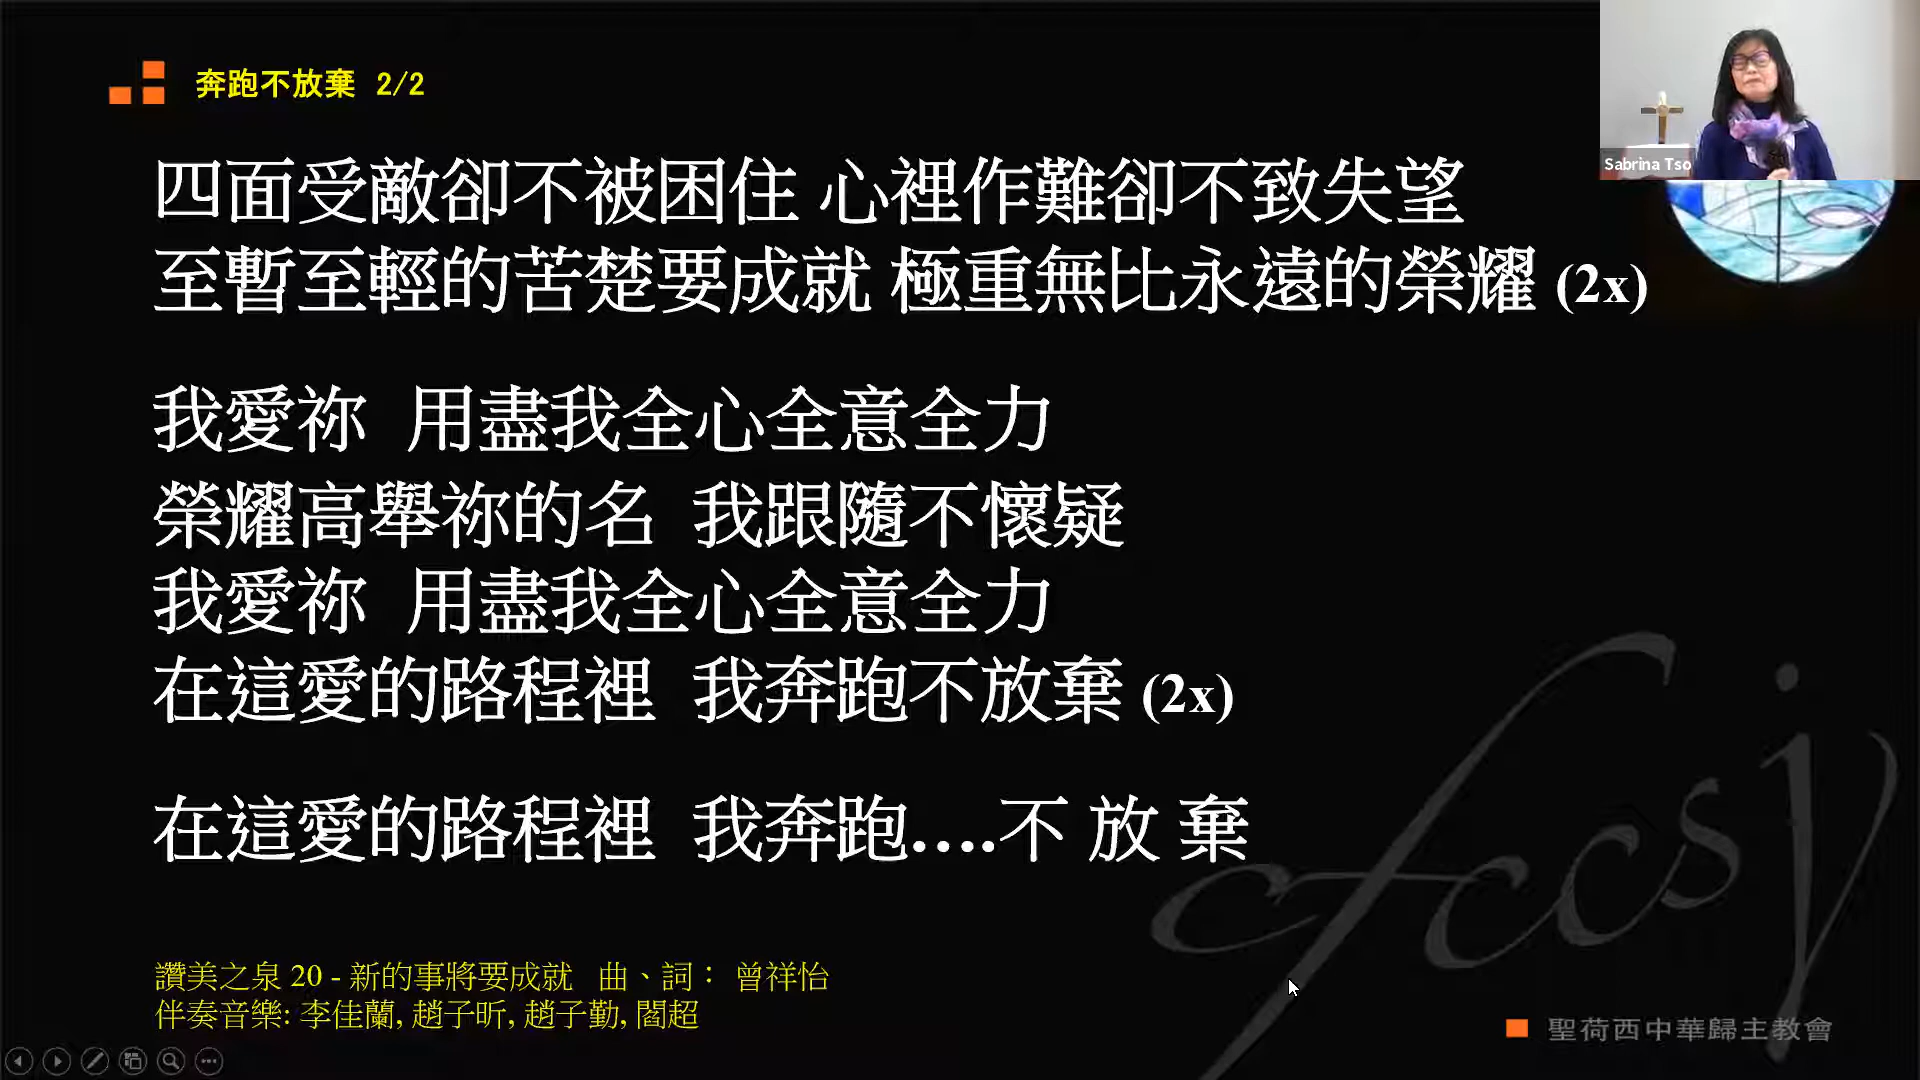 奔跑不放棄 2/2
Sabrina Tso
四面受敵卻不被困住 心裡作難卻不致失望
至暫至輕的苦楚要成就 極重無比永遠的榮耀 (2x)
我愛祢 用盡我全心全意全力
榮耀高舉祢的名 我跟隨不懷疑
我愛祢 用盡我全心全意全力
在這愛的路程裡 我奔跑不放棄 (2x)
在這愛的路程裡 我奔跑....不 放 棄
讚美之泉 20 - 新的事將要成就 曲、詞： 曾祥怡
伴奏音樂: 李佳蘭, 趙子昕, 趙子勤, 閻超
cfccsj
聖荷西中華歸主教會